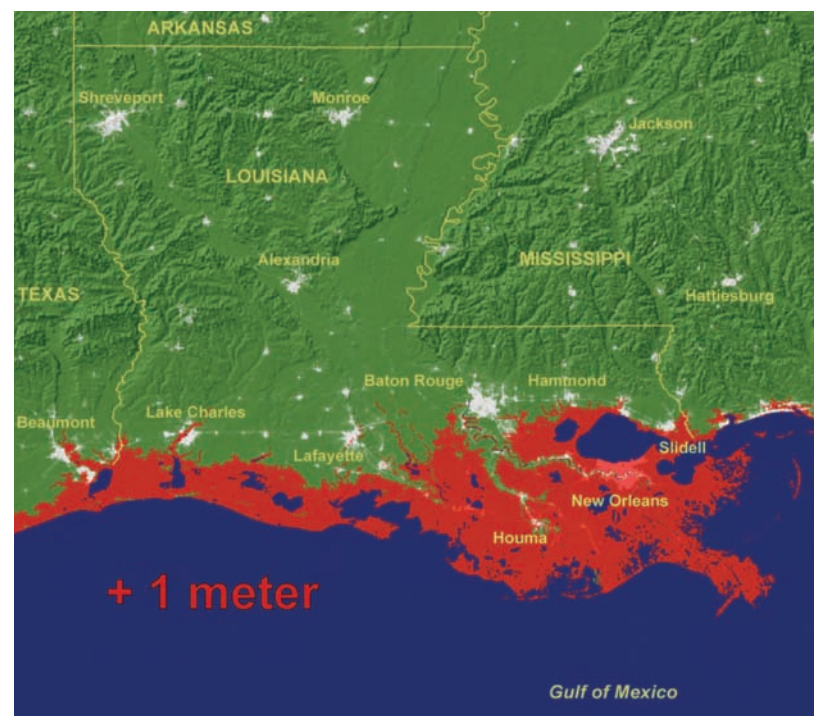 ARKANSAS
Shreveport
Monroe
Jackson
LOUISIANA
Alexandria
MISSISSIPPI
TEXAS
Hattiesburg
Baton Rouge
Hammond
Lake Charles
Beaumont
Lafayette
Slidell
New Orleans
Houma
+ 1 meter
Gulf of Mexico